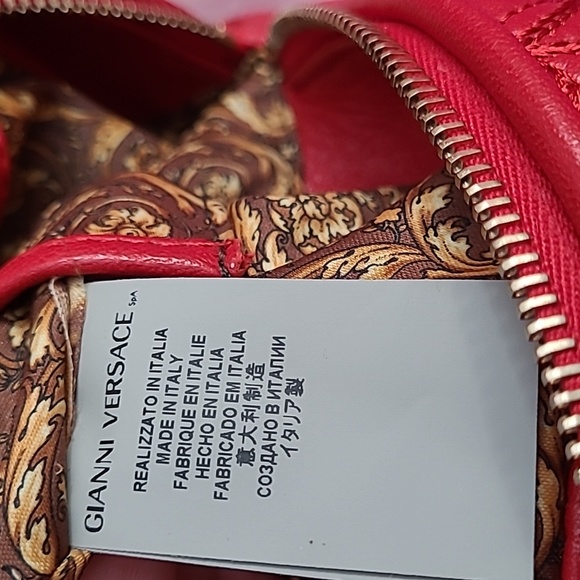 GIANNI VERSACE SpA
REALIZZATO IN ITALIA
MADE IN ITALY
FABRIQUE EN ITALIE
HECHO EN ITALIA
FABRICADO EM ITALIA
意大利制造
СОЗДАНО В ИТАЛИИ
イタリア製